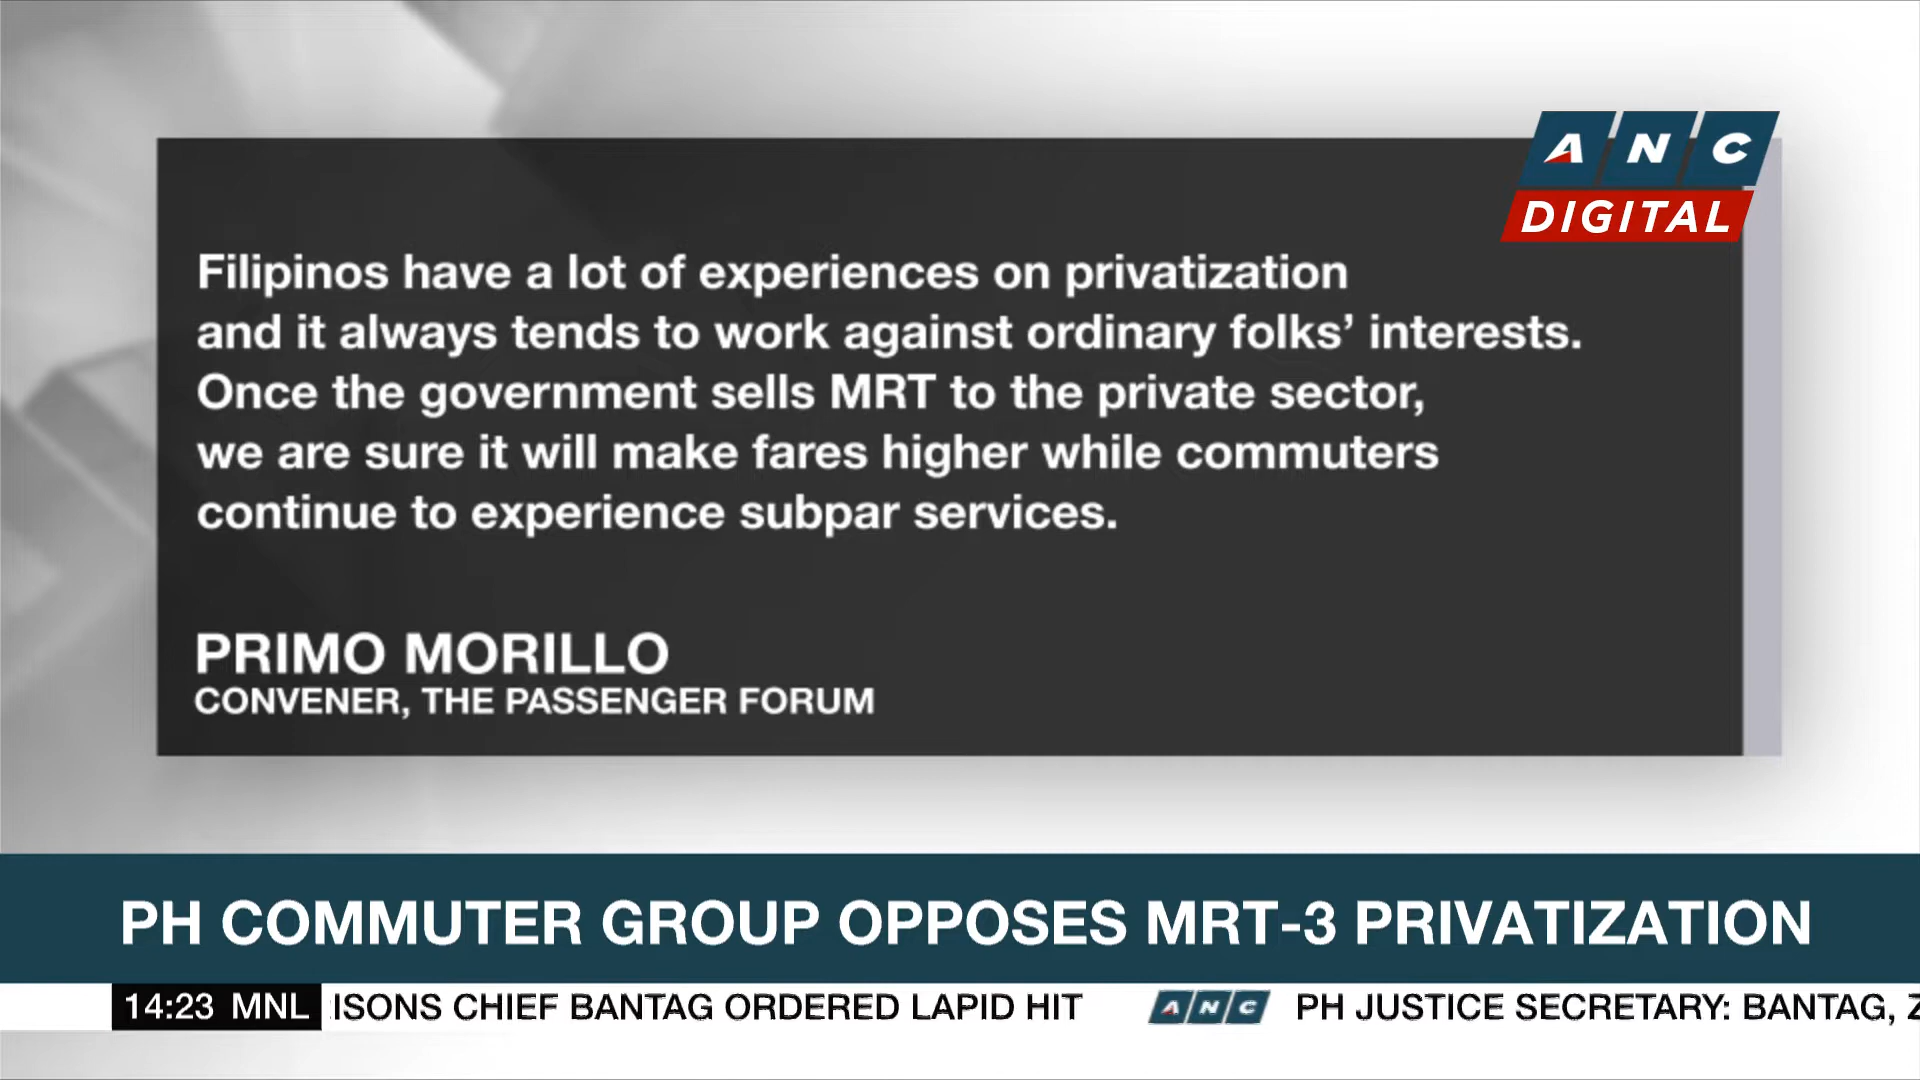 ANC
DIGITAL
Filipinos have a lot of experiences on privatization
and it always tends to work against ordinary folks’ interests.
Once the government sells MRT to the private sector,
we are sure it will make fares higher while commuters
continue to experience subpar services.
PRIMO MORILLO
CONVENER, THE PASSENGER FORUM
PH COMMUTER GROUP OPPOSES MRT-3 PRIVATIZATION
14:23 MNL ISONS CHIEF BANTAG ORDERED LAPID HIT ANC PH JUSTICE SECRETARY: BANTAG,